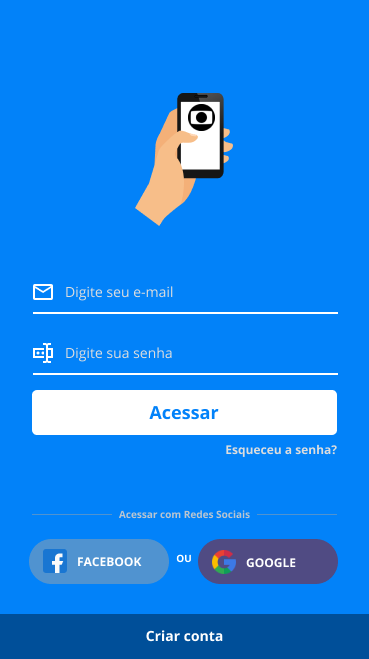 Digite seu e-mail
Digite sua senha
Acessar
Esqueceu a senha?
Acessar com Redes Sociais
FACEBOOK OU GOOGLE
Criar conta